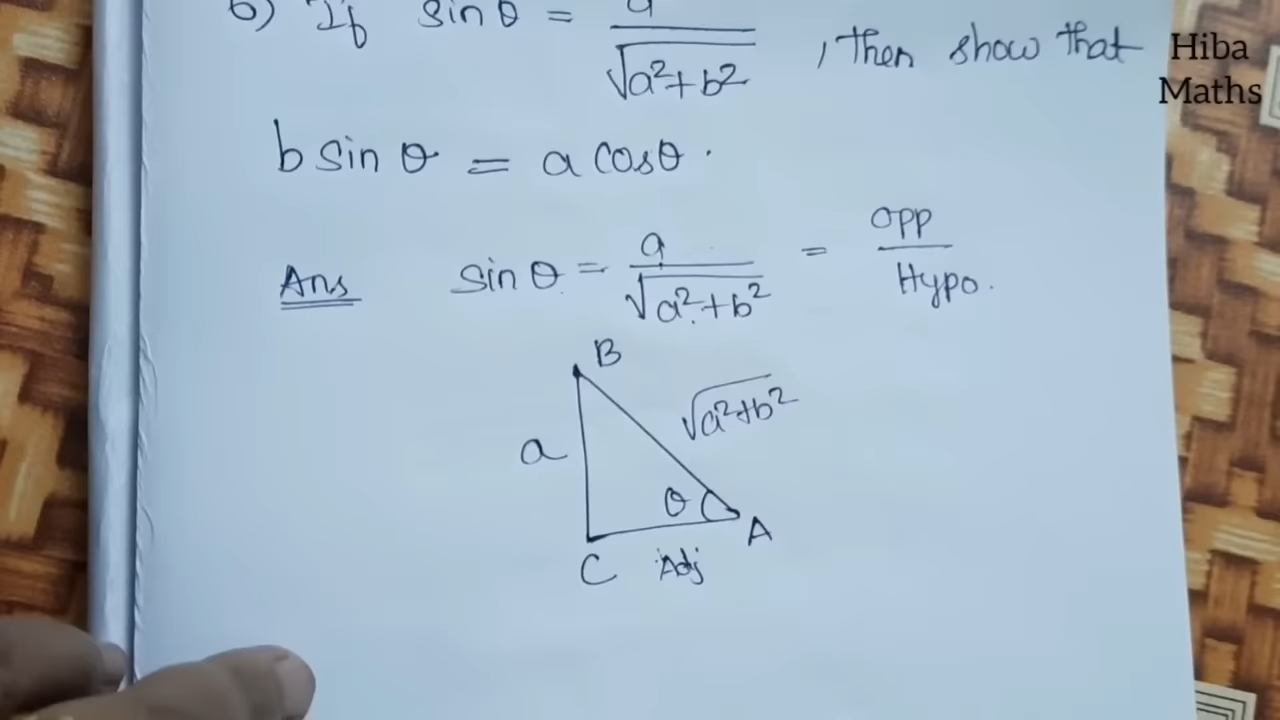 6) If sin θ = a / √a²+b² , then show that
b sin θ = a cos θ.
Ans sin θ = a / √a²+b² = Opp / Hypo.
B
√a²+b²
a
θ
A
C Adj
Hiba
Maths